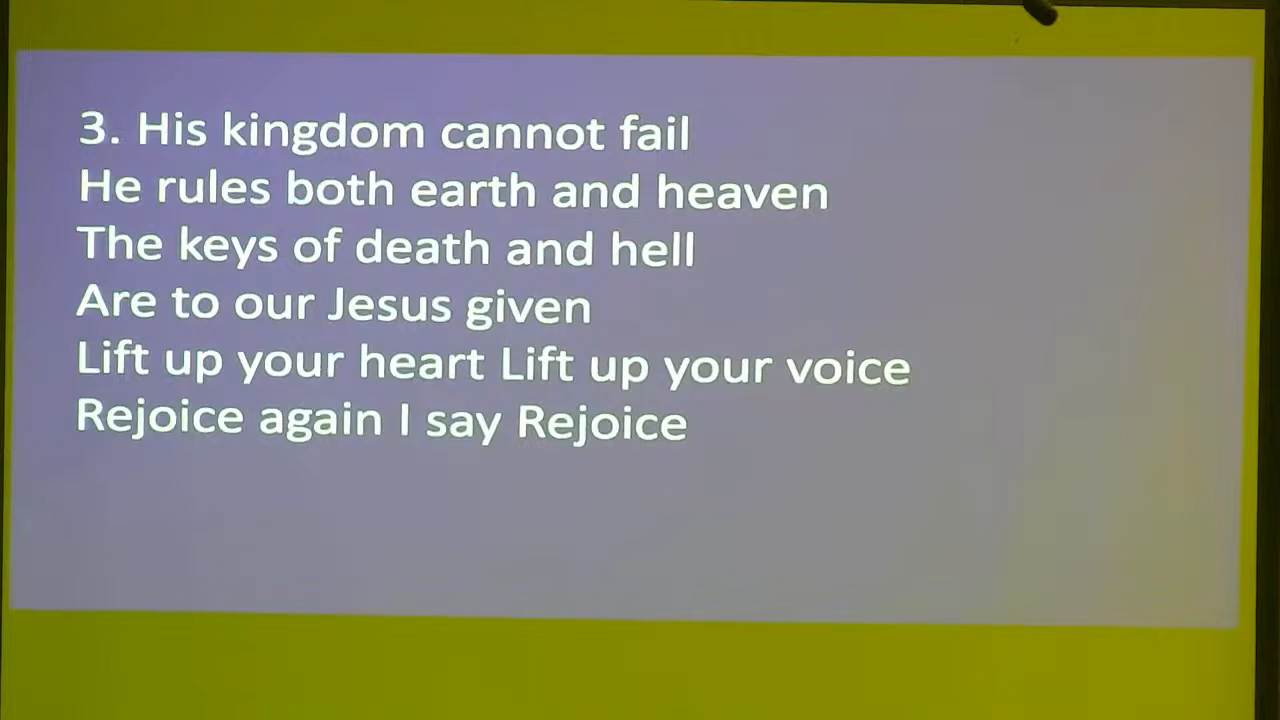 3. His kingdom cannot fail
He rules both earth and heaven
The keys of death and hell
Are to our Jesus given
Lift up your heart Lift up your voice
Rejoice again I say Rejoice